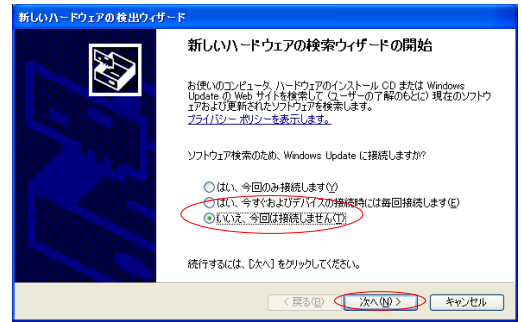 新しいハードウェアの検出ウィザード
新しいハードウェアの検索ウィザードの開始
お使いのコンピュータ、ハードウェアのインストール CD または Windows
Update の Web サイトを検索して (ユーザーの了解のもとに) 現在のソフトウ
ェアおよび更新されたソフトウェアを検索します。
プライバシー ポリシーを表示します。
ソフトウェア検索のため、Windows Update に接続しますか?
はい、今回のみ接続します(Y)
はい、今すぐおよびデバイスの接続時には毎回接続します(E)
いいえ、今回は接続しません(T)
続行するには、[次へ] をクリックしてください。
< 戻る(B)
次へ(N) >
キャンセル